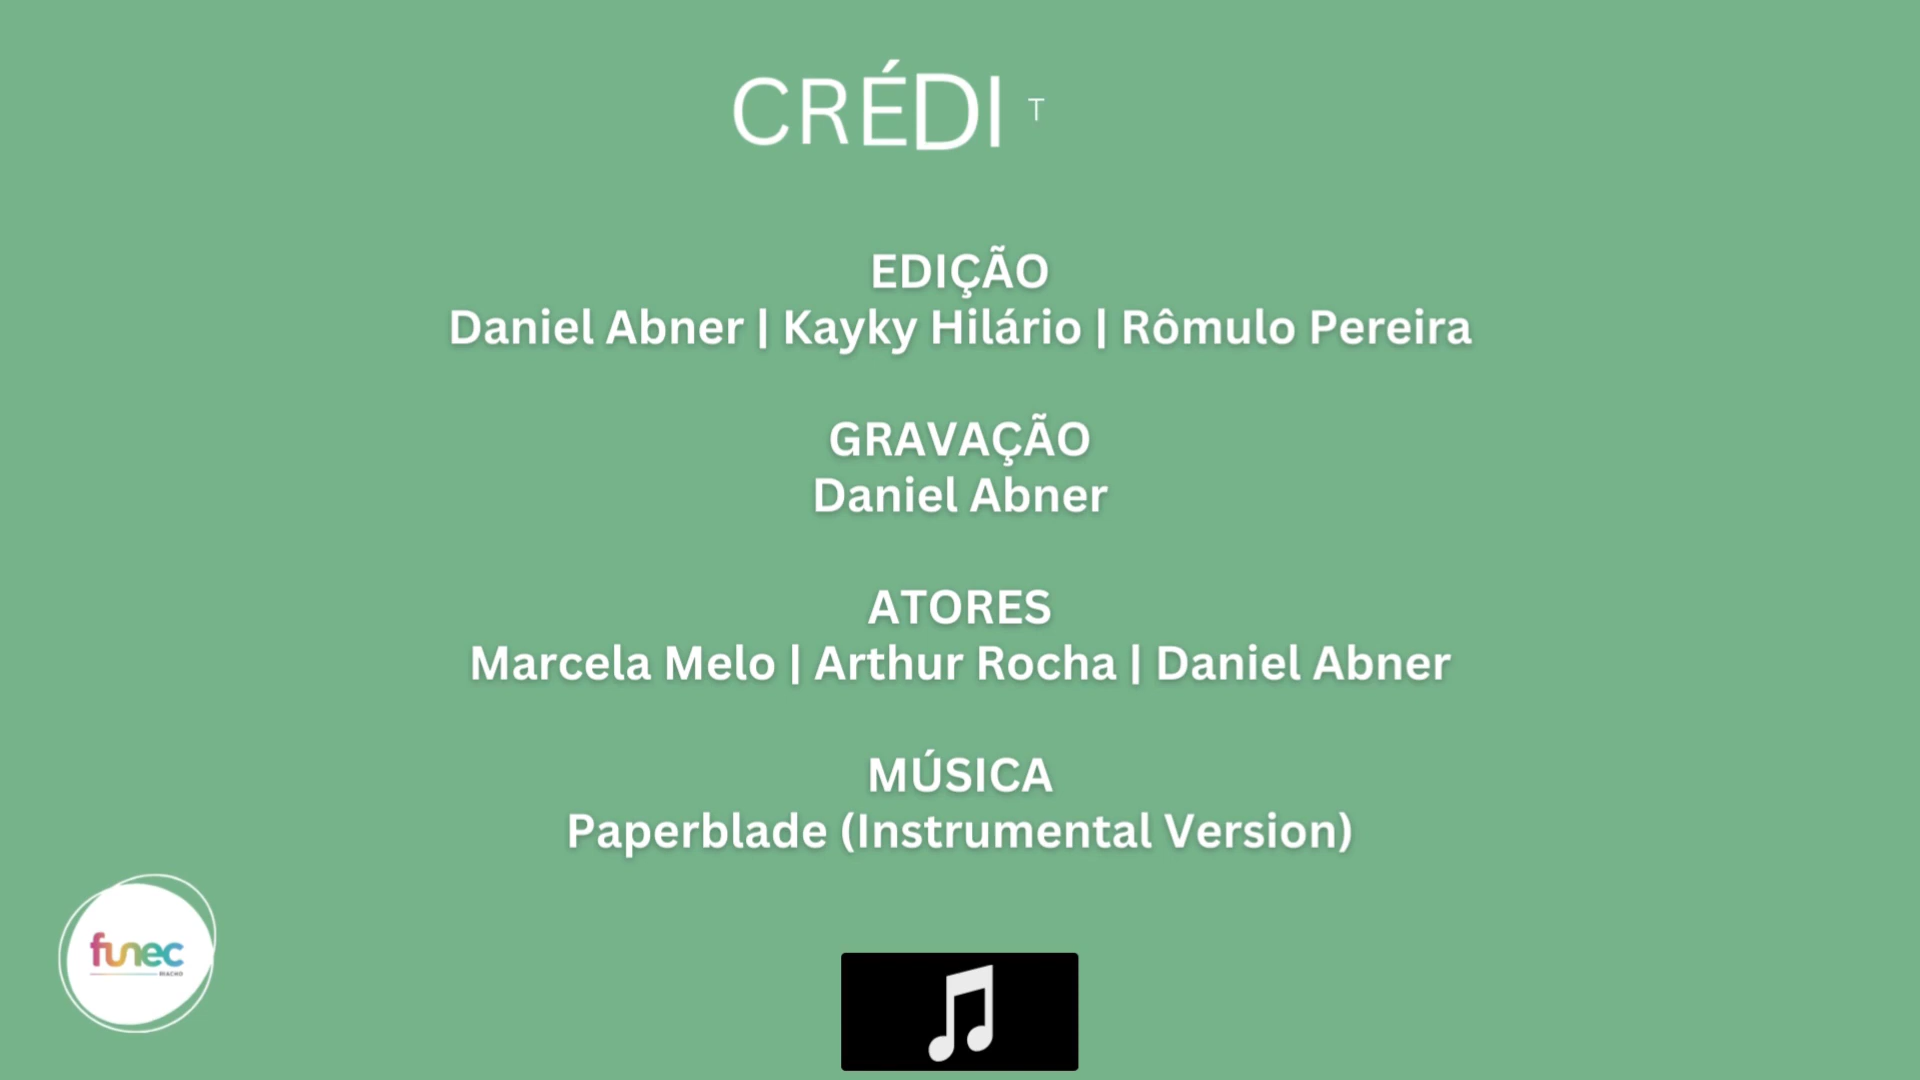 CRÉDI T
EDIÇÃO
Daniel Abner | Kayky Hilário | Rômulo Pereira
GRAVAÇÃO
Daniel Abner
ATORES
Marcela Melo | Arthur Rocha | Daniel Abner
MÚSICA
Paperblade (Instrumental Version)
funec
RIACHO